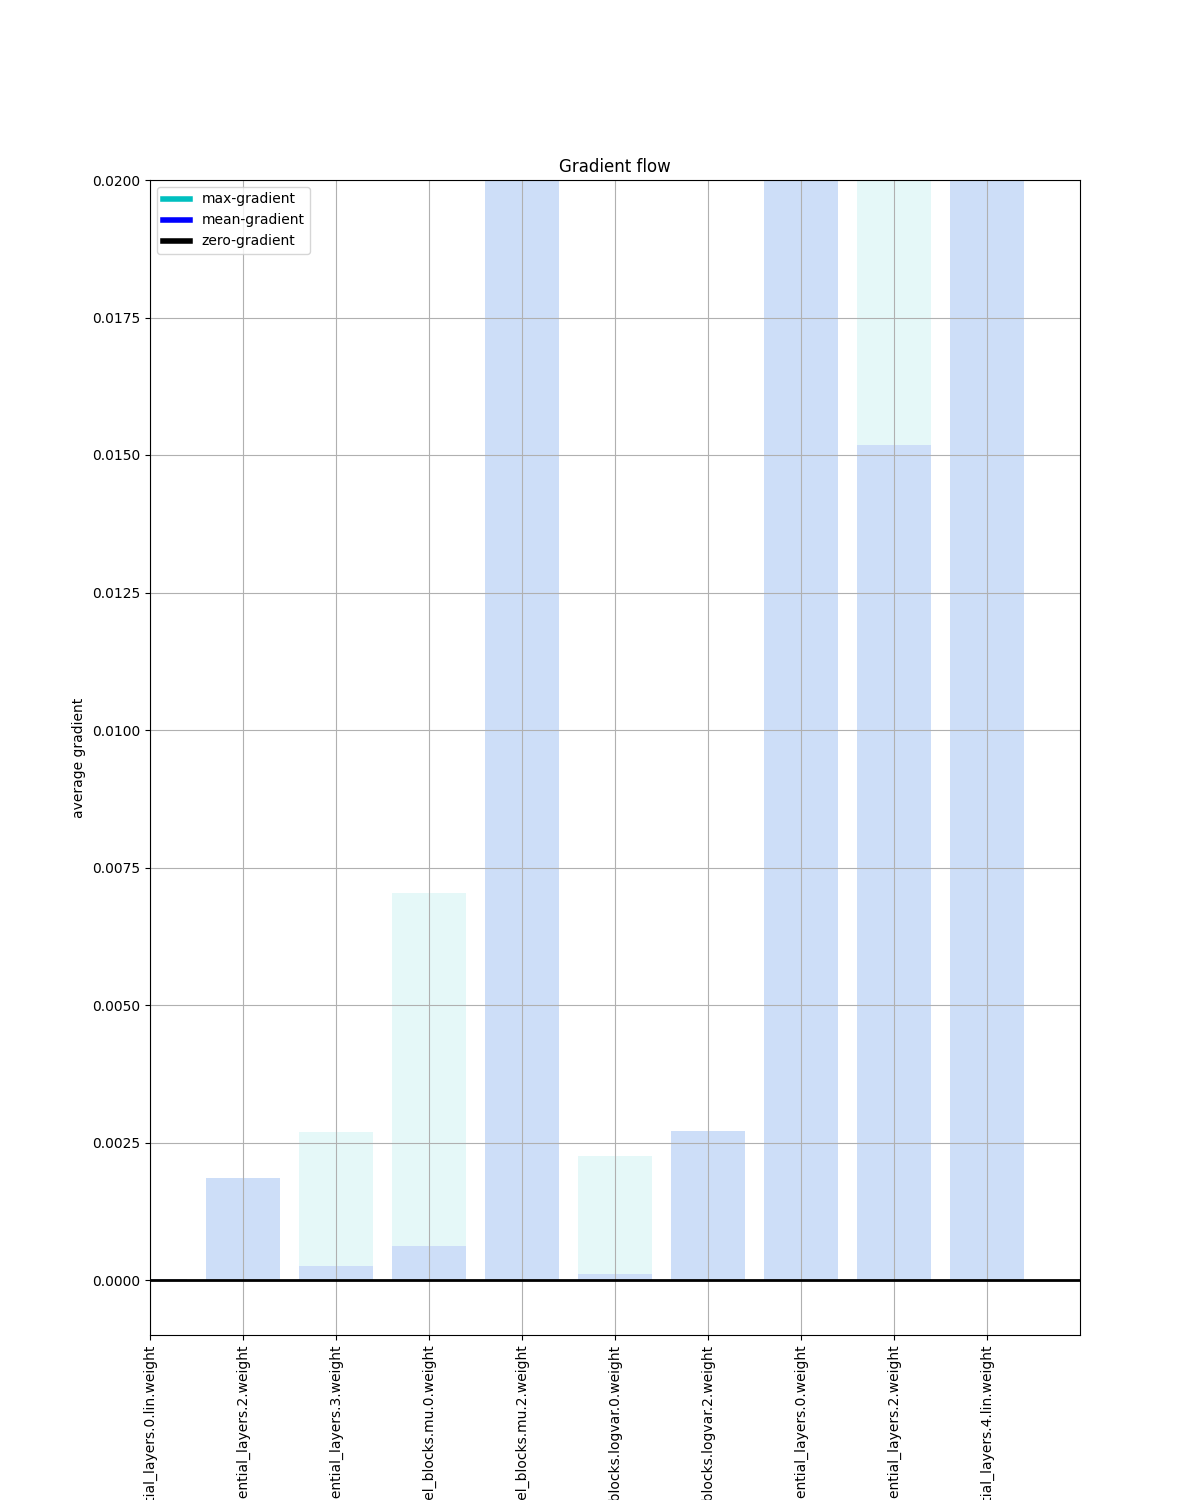 Gradient flow
max-gradient
mean-gradient
zero-gradient
0.0200
0.0175
0.0150
0.0125
0.0100
0.0075
0.0050
0.0025
0.0000
average gradient
tial_layers.0.lin.weight
ential_layers.2.weight
ential_layers.3.weight
el_blocks.mu.0.weight
el_blocks.mu.2.weight
blocks.logvar.0.weight
blocks.logvar.2.weight
ential_layers.0.weight
ential_layers.2.weight
tial_layers.4.lin.weight